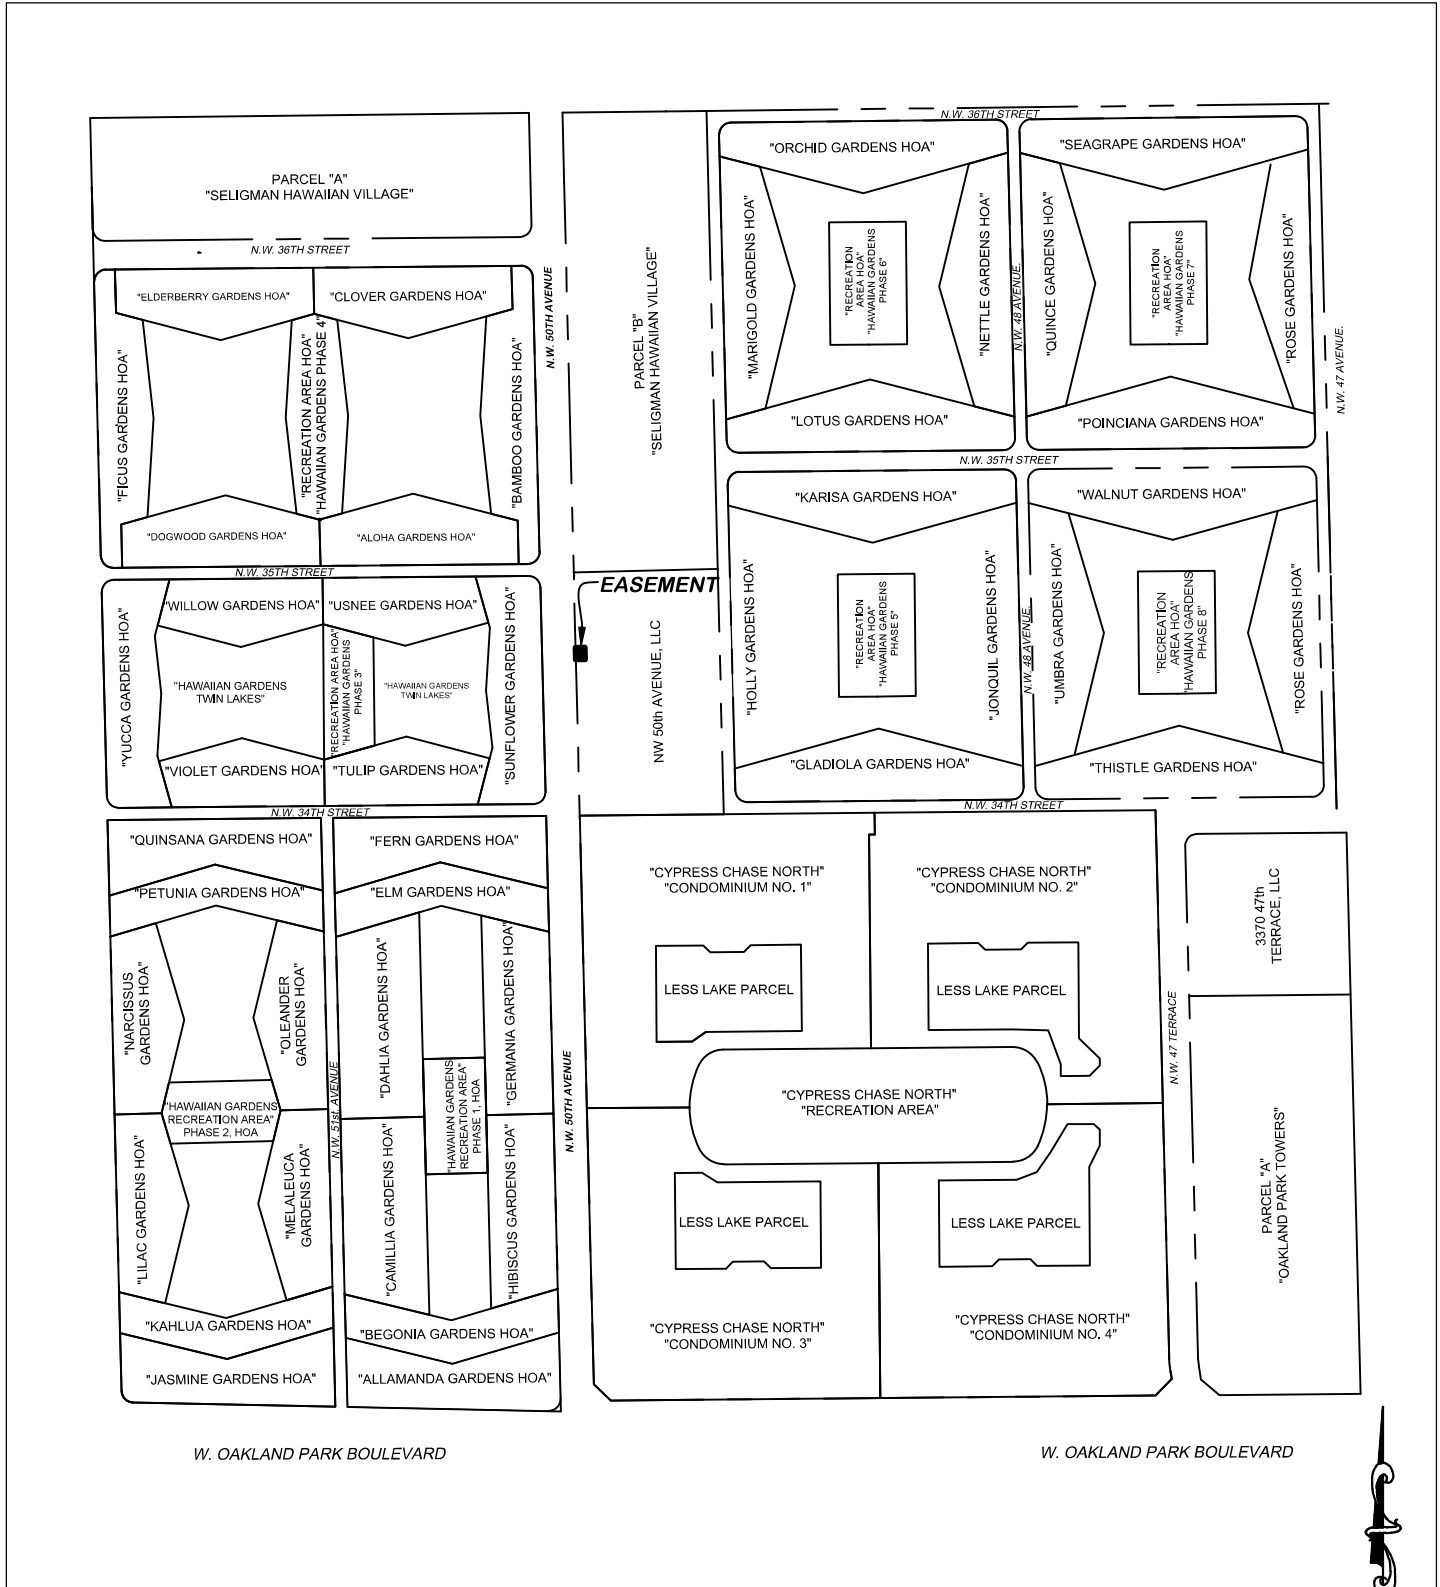 PARCEL "A"
"SELIGMAN HAWAIIAN VILLAGE"
N.W. 36TH STREET
"ELDERBERRY GARDENS HOA"
"CLOVER GARDENS HOA"
"FICUS GARDENS HOA"
"RECREATION AREA HOA"
"HAWAIIAN GARDENS PHASE 4"
"BAMBOO GARDENS HOA"
"DOGWOOD GARDENS HOA"
"ALOHA GARDENS HOA"
N.W. 35TH STREET
"YUCCA GARDENS HOA"
"WILLOW GARDENS HOA"
"USNEE GARDENS HOA"
"HAWAIIAN GARDENS
TWIN LAKES"
"RECREATION AREA HOA"
"HAWAIIAN GARDENS
PHASE 3"
"HAWAIIAN GARDENS
TWIN LAKES"
"SUNFLOWER GARDENS HOA"
"VIOLET GARDENS HOA"
"TULIP GARDENS HOA"
N.W. 34TH STREET
"QUINSANA GARDENS HOA"
"PETUNIA GARDENS HOA"
"NARCISSUS
GARDENS HOA"
"OLEANDER
GARDENS HOA"
"HAWAIIAN GARDENS
RECREATION AREA"
PHASE 2, HOA
"LILAC GARDENS HOA"
"MELALEUCA
GARDENS HOA"
"KAHLUA GARDENS HOA"
"JASMINE GARDENS HOA"
N.W. 51st. AVENUE
"FERN GARDENS HOA"
"ELM GARDENS HOA"
"DAHLIA GARDENS HOA"
"GERMANIA GARDENS HOA"
"HAWAIIAN GARDENS
RECREATION AREA"
PHASE 1, HOA
"CAMILLIA GARDENS HOA"
"HIBISCUS GARDENS HOA"
"BEGONIA GARDENS HOA"
"ALLAMANDA GARDENS HOA"
N.W. 50TH AVENUE
N.W. 50TH AVENUE
PARCEL "B"
"SELIGMAN HAWAIIAN VILLAGE"
EASEMENT
NW 50th AVENUE, LLC
N.W. 36TH STREET
"ORCHID GARDENS HOA"
"MARIGOLD GARDENS HOA"
"RECREATION
AREA HOA"
"HAWAIIAN GARDENS
PHASE 6"
"NETTLE GARDENS HOA"
"LOTUS GARDENS HOA"
N.W. 48 AVENUE.
"SEAGRAPE GARDENS HOA"
"QUINCE GARDENS HOA"
"RECREATION
AREA HOA"
"HAWAIIAN GARDENS
PHASE 7"
"ROSE GARDENS HOA"
"POINCIANA GARDENS HOA"
N.W. 47 AVENUE.
N.W. 35TH STREET
"KARISA GARDENS HOA"
"HOLLY GARDENS HOA"
"RECREATION
AREA HOA"
"HAWAIIAN GARDENS
PHASE 5"
"JONQUIL GARDENS HOA"
"GLADIOLA GARDENS HOA"
N.W. 48 AVENUE.
"WALNUT GARDENS HOA"
"UMBRA GARDENS HOA"
"RECREATION
AREA HOA"
"HAWAIIAN GARDENS
PHASE 8"
"ROSE GARDENS HOA"
"THISTLE GARDENS HOA"
N.W. 34TH STREET
"CYPRESS CHASE NORTH"
"CONDOMINIUM NO. 1"
"CYPRESS CHASE NORTH"
"CONDOMINIUM NO. 2"
LESS LAKE PARCEL
LESS LAKE PARCEL
"CYPRESS CHASE NORTH"
"RECREATION AREA"
LESS LAKE PARCEL
LESS LAKE PARCEL
"CYPRESS CHASE NORTH"
"CONDOMINIUM NO. 3"
"CYPRESS CHASE NORTH"
"CONDOMINIUM NO. 4"
N.W. 47 TERRACE
3370 47th
TERRACE, LLC
PARCEL "A"
"OAKLAND PARK TOWERS"
W. OAKLAND PARK BOULEVARD
W. OAKLAND PARK BOULEVARD